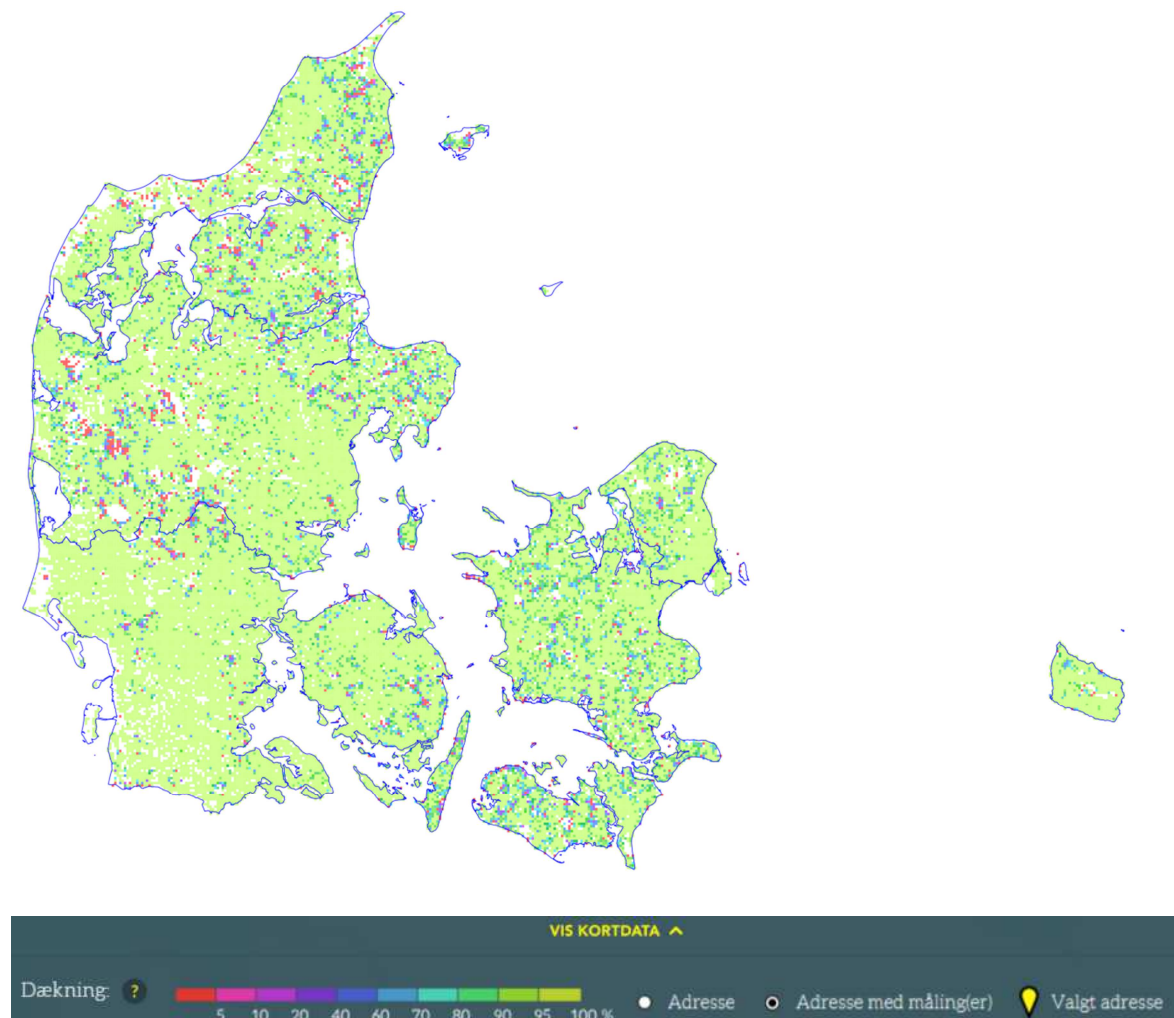 VIS KORTDATA
Dækning: ?
5 10 20 40 60 70 80 90 95 100 %
Adresse
Adresse med måling(er)
Valgt adresse